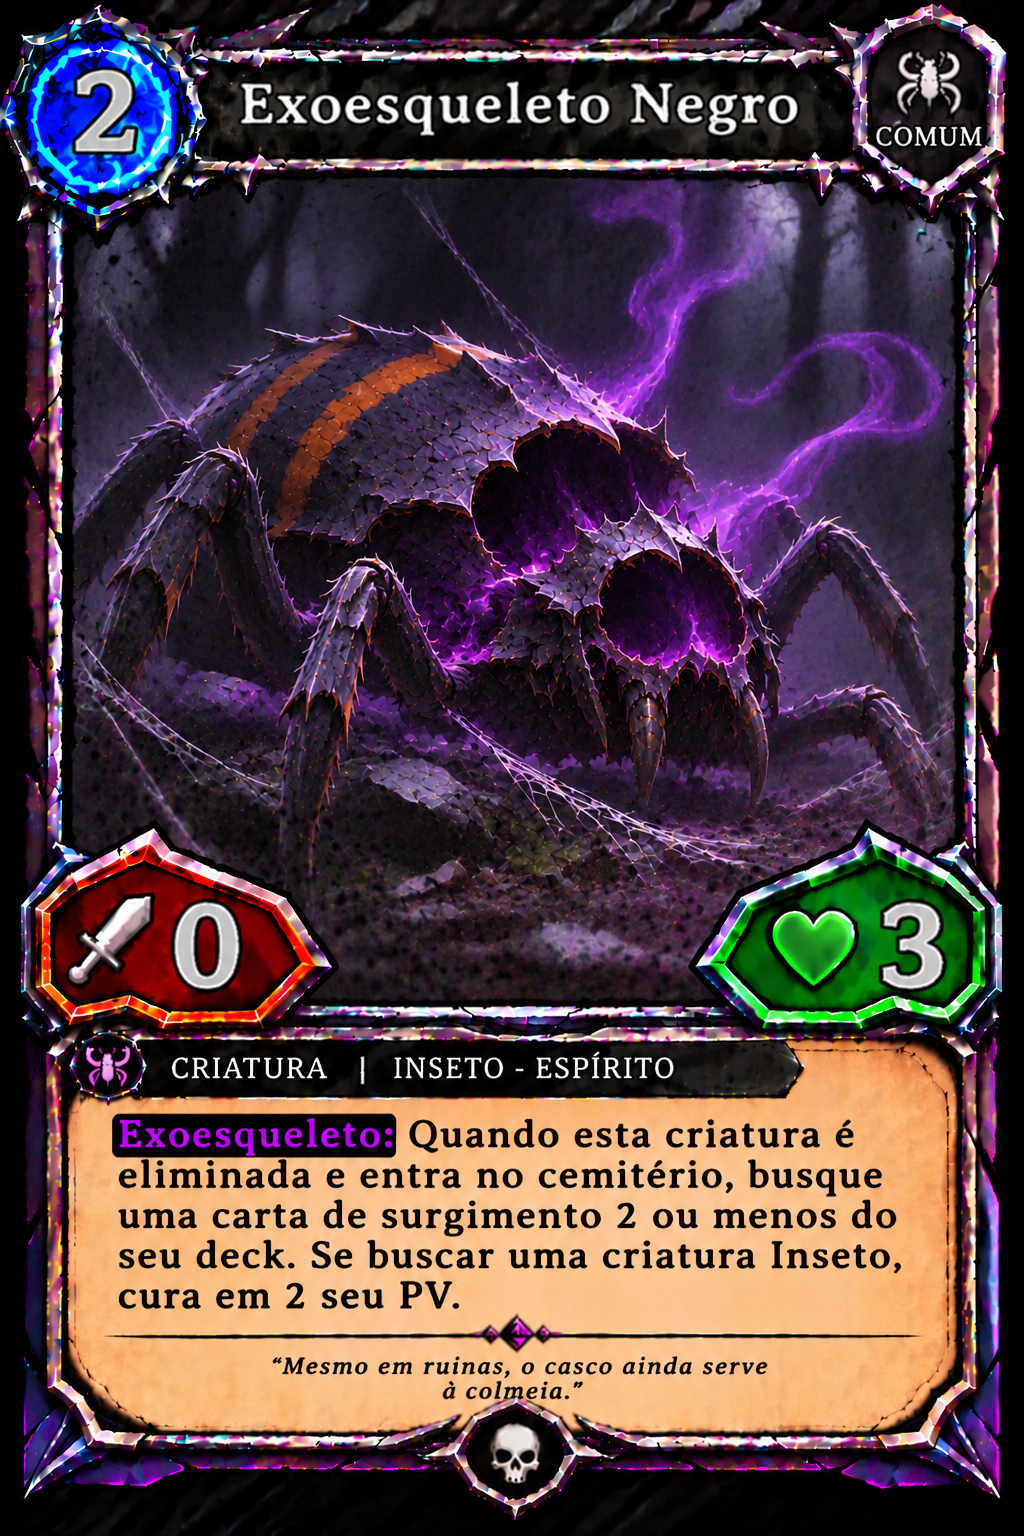 2
Exoesqueleto Negro
COMUM
0
3
CRIATURA | INSETO - ESPÍRITO
Exoesqueleto: Quando esta criatura é
eliminada e entra no cemitério, busque
uma carta de surgimento 2 ou menos do
seu deck. Se buscar uma criatura Inseto,
cura em 2 seu PV.
“Mesmo em ruinas, o casco ainda serve
à colmeia.”